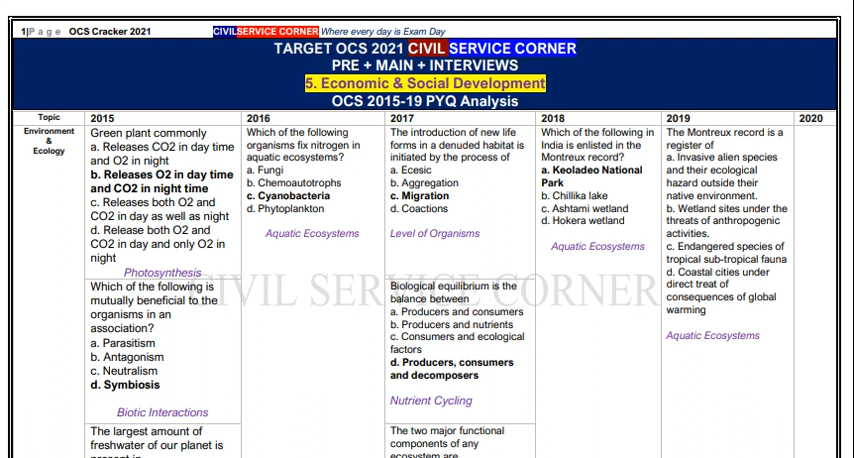 1|P a g e OCS Cracker 2021 CIVILSERVICE CORNER Where every day is Exam Day
TARGET OCS 2021 CIVIL SERVICE CORNER
PRE + MAIN + INTERVIEWS
5. Economic & Social Development
OCS 2015-19 PYQ Analysis
Topic
2015
2016
2017
2018
2019
2020
Environment
&
Ecology
Green plant commonly
a. Releases CO2 in day time
and O2 in night
b. Releases O2 in day time
and CO2 in night time
c. Releases both O2 and
CO2 in day as well as night
d. Release both O2 and
CO2 in day and only O2 in
night
Photosynthesis
Which of the following
organisms fix nitrogen in
aquatic ecosystems?
a. Fungi
b. Chemoautotrophs
c. Cyanobacteria
d. Phytoplankton
Aquatic Ecosystems
The introduction of new life
forms in a denuded habitat is
initiated by the process of
a. Ecesic
b. Aggregation
c. Migration
d. Coactions
Level of Organisms
Which of the following in
India is enlisted in the
Montreux record?
a. Keoladeo National
Park
b. Chillika lake
c. Ashtami wetland
d. Hokera wetland
Aquatic Ecosystems
The Montreux record is a
register of
a. Invasive alien species
and their ecological
hazard outside their
native environment.
b. Wetland sites under the
threats of anthropogenic
activities.
c. Endangered species of
tropical sub-tropical fauna
d. Coastal cities under
direct treat of
consequences of global
warming
Aquatic Ecosystems
CIVIL SERVICE CORNER
Which of the following is
mutually beneficial to the
organisms in an
association?
a. Parasitism
b. Antagonism
c. Neutralism
d. Symbiosis
Biotic Interactions
Biological equilibrium is the
balance between
a. Producers and consumers
b. Producers and nutrients
c. Consumers and ecological
factors
d. Producers, consumers
and decomposers
Nutrient Cycling
The largest amount of
freshwater of our planet is
present in
The two major functional
components of any
ecosystem are